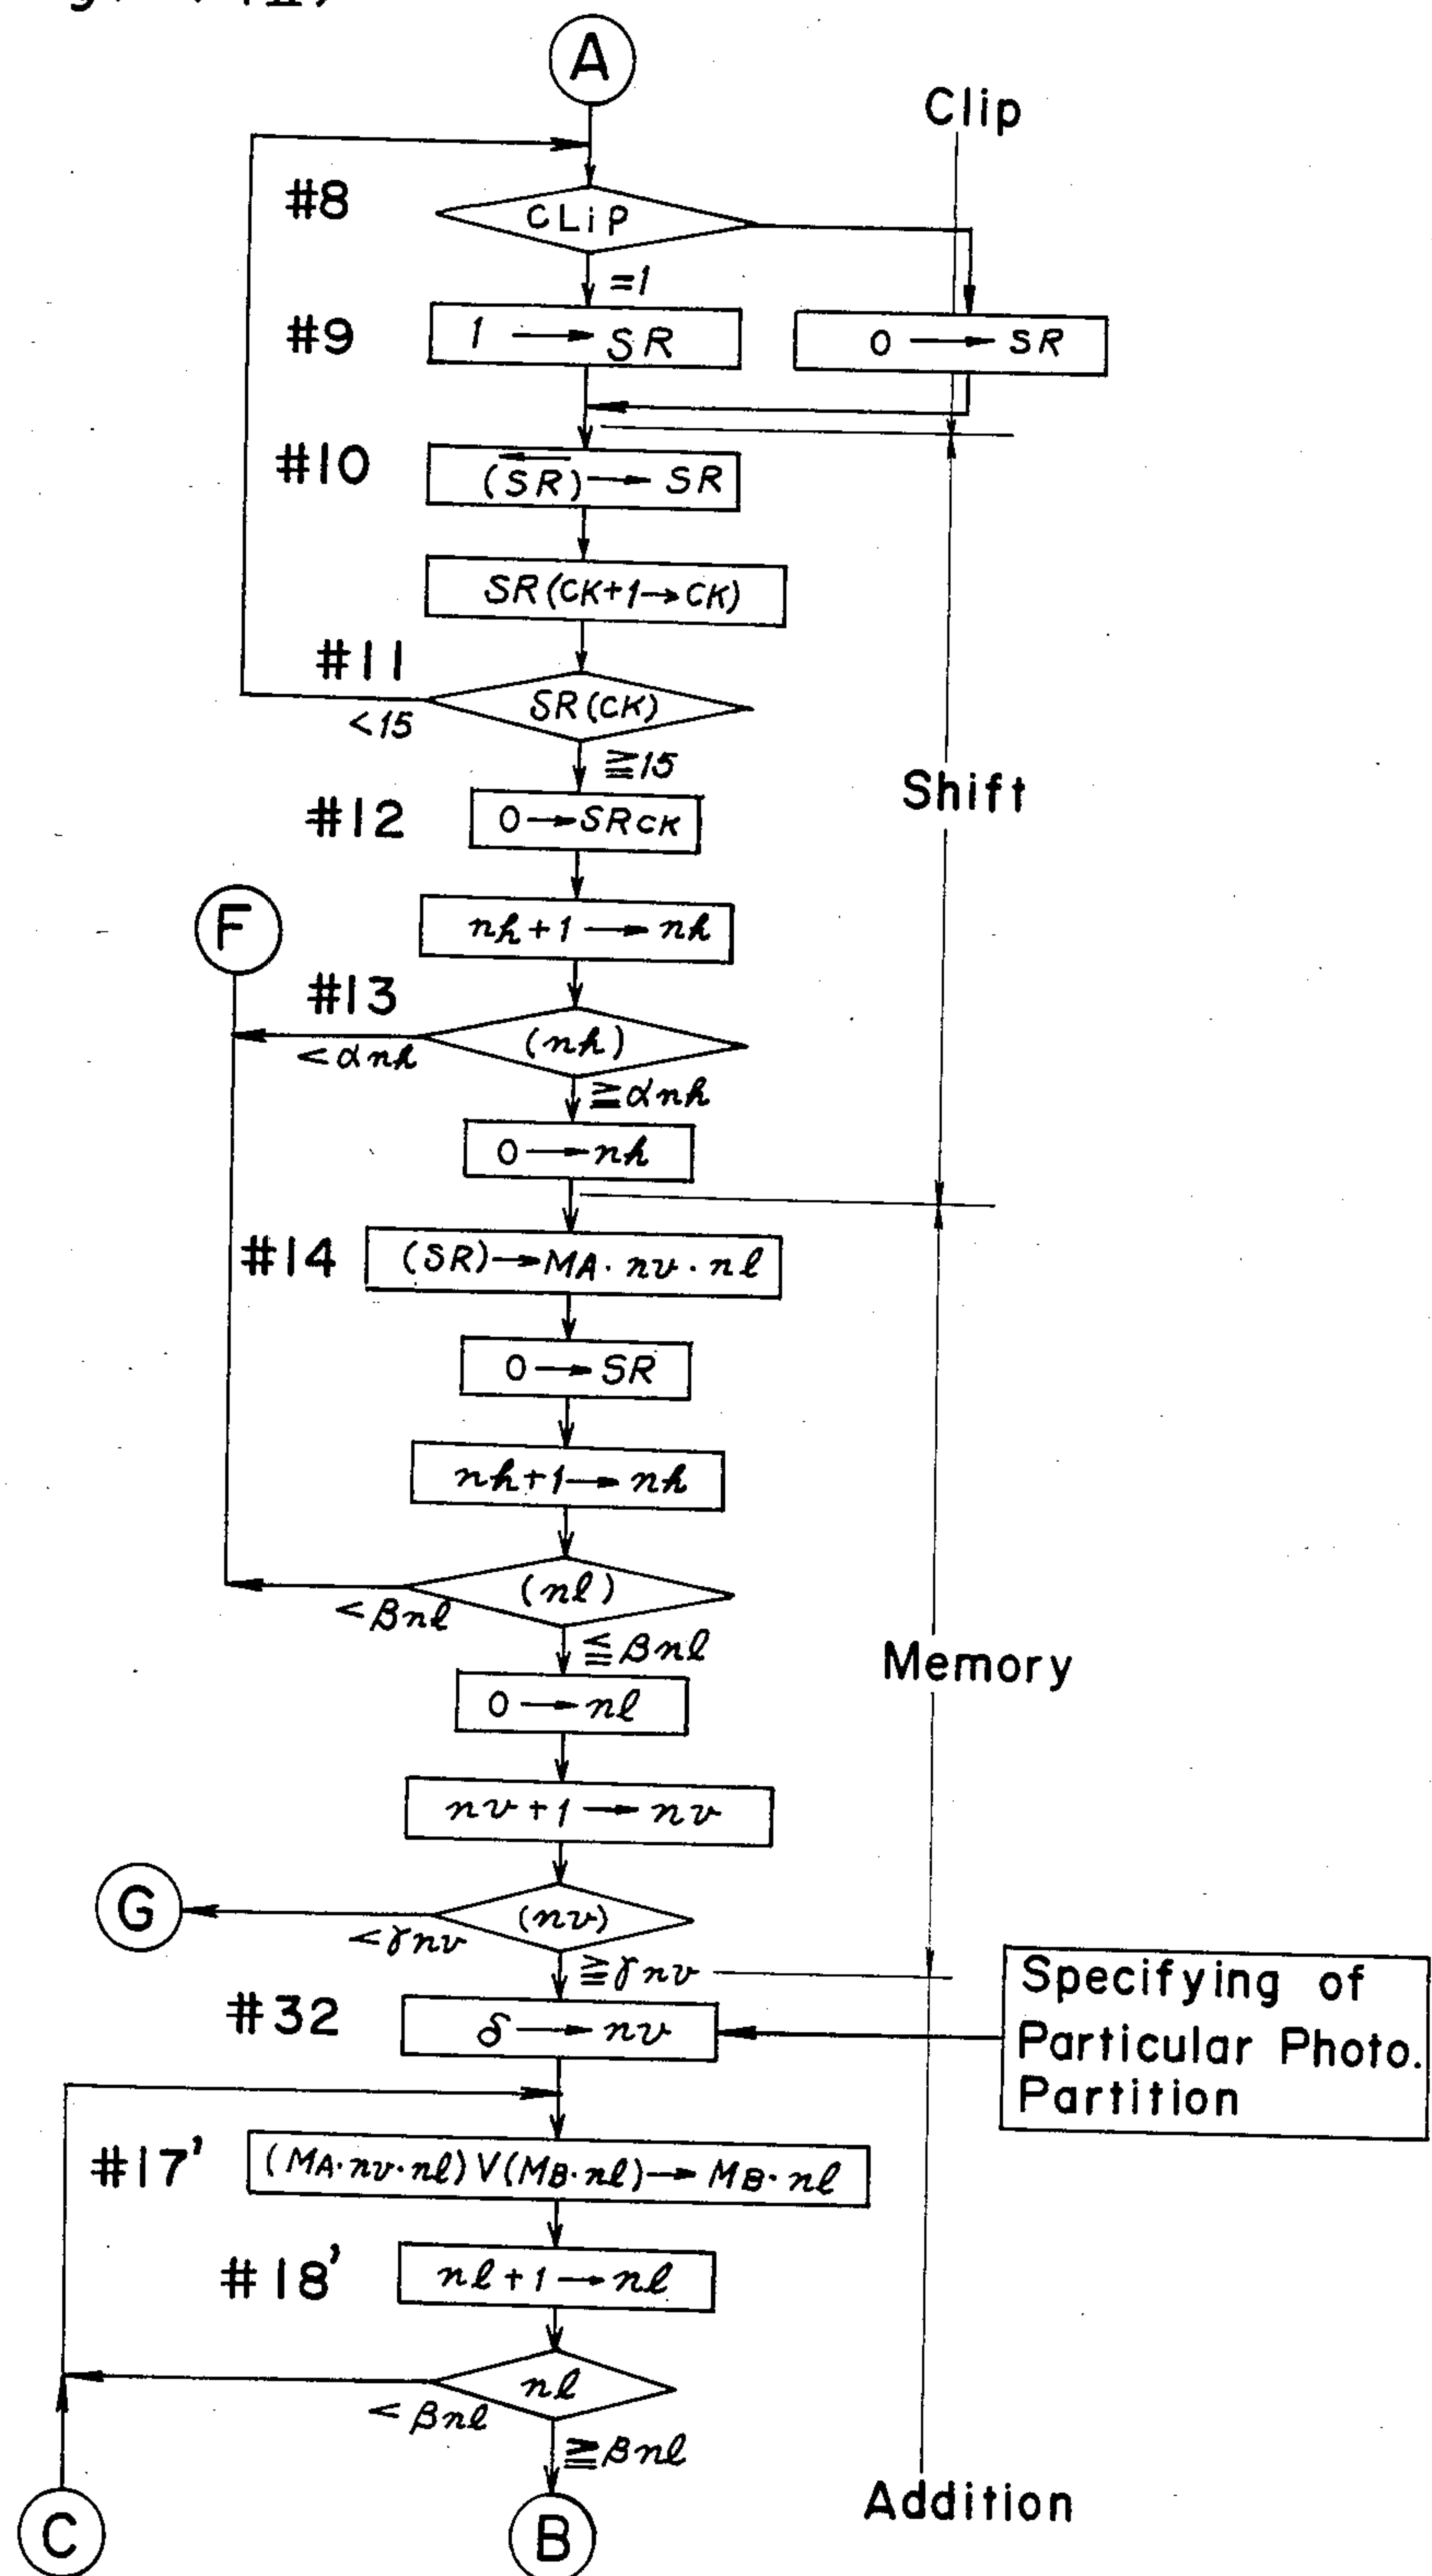 A
Clip
#8
CLiP
=1
#9
1 → SR
0 → SR
#10
(SR) → SR
SR(CK+1→CK)
#11
SR(CK)
<15
≧15
Shift
#12
0→SRCK
F
nh+1 → nh
#13
(nh)
<αnh
≧αnh
0 → nh
#14
(SR)→MA·nv·nl
0 → SR
nh+1 → nh
(nl)
<βnl
≦βnl
Memory
0 → nl
nv+1 → nv
G
(nv)
<γnv
≧γnv
Specifying of
Particular Photo.
Partition
#32
δ → nv
#17'
(MA·nv·nl)V(MB·nl)→MB·nl
#18'
nl+1→nl
nl
<βnl
≧βnl
Addition
C
B